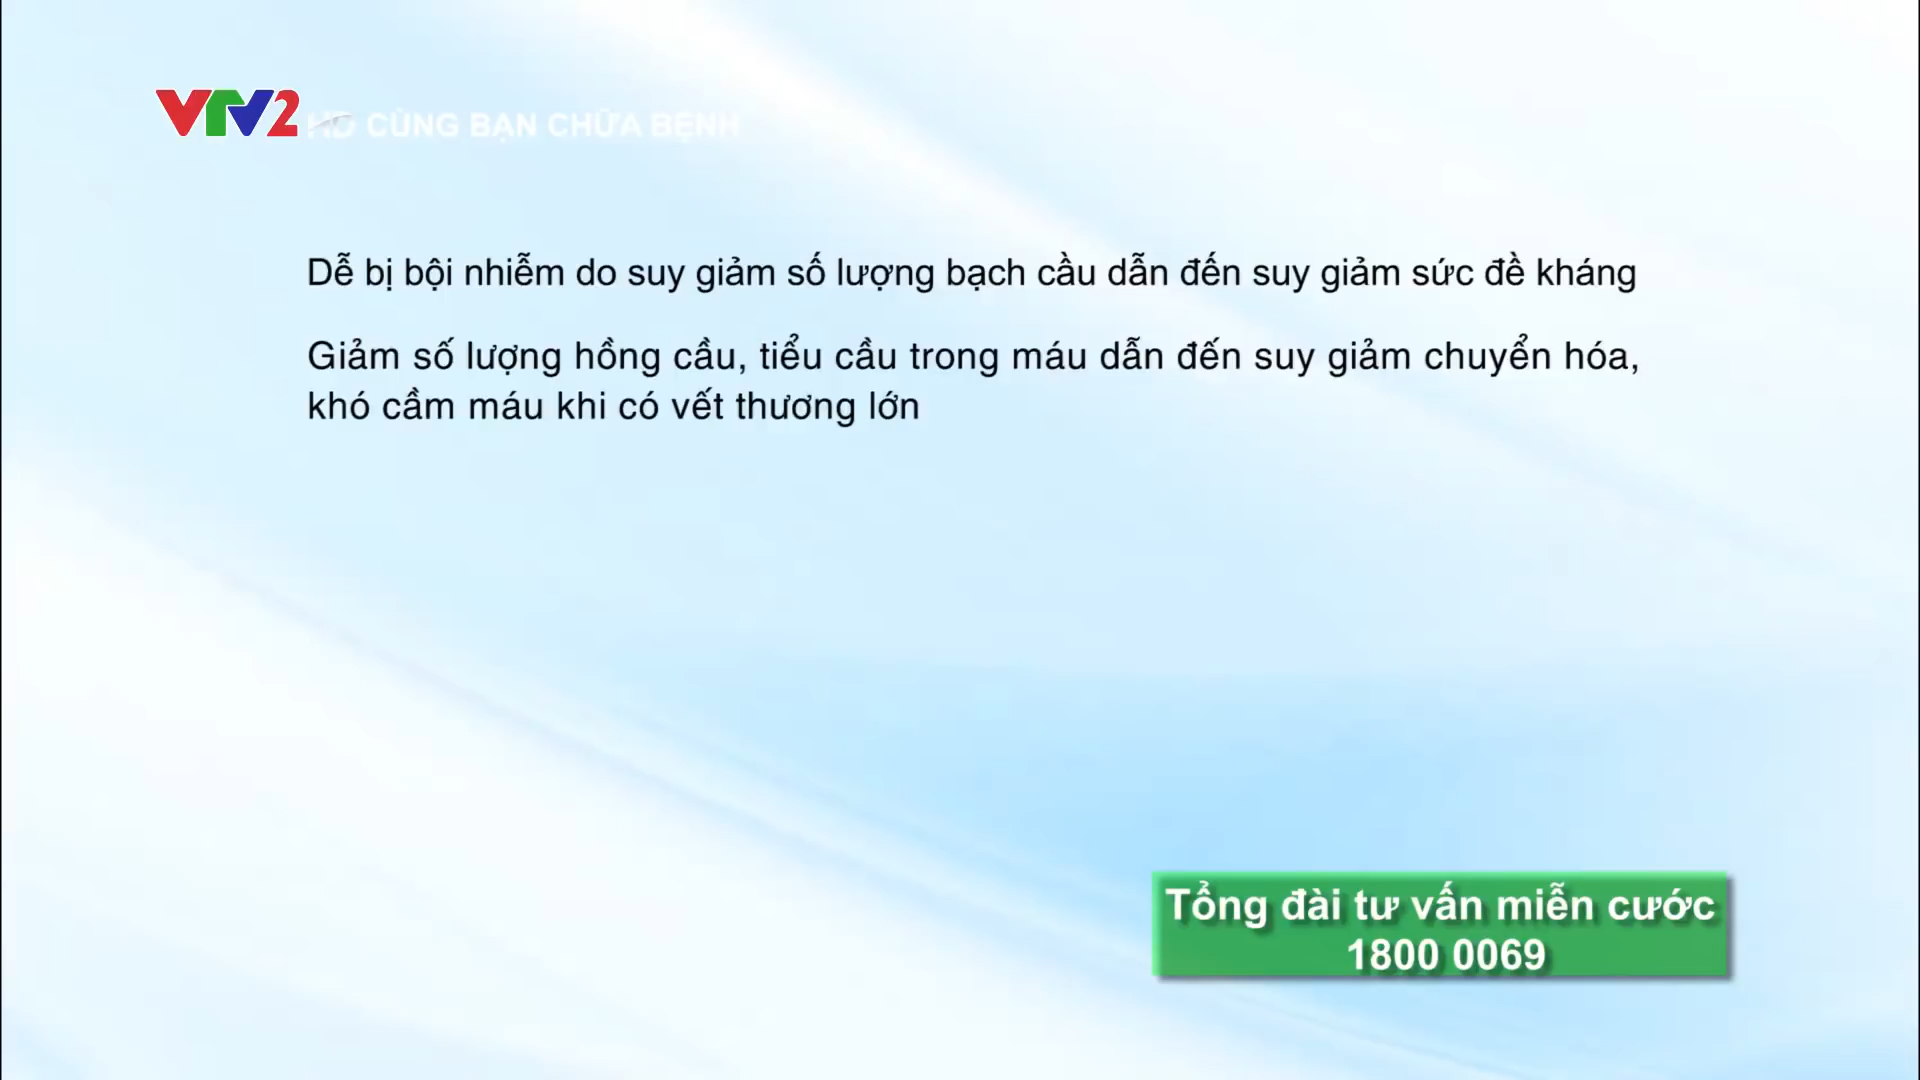 VTV2 HD CÙNG BẠN CHỮA BỆNH
Dễ bị bội nhiễm do suy giảm số lượng bạch cầu dẫn đến suy giảm sức đề kháng
Giảm số lượng hồng cầu, tiểu cầu trong máu dẫn đến suy giảm chuyển hóa,
khó cầm máu khi có vết thương lớn
Tổng đài tư vấn miễn cước
1800 0069